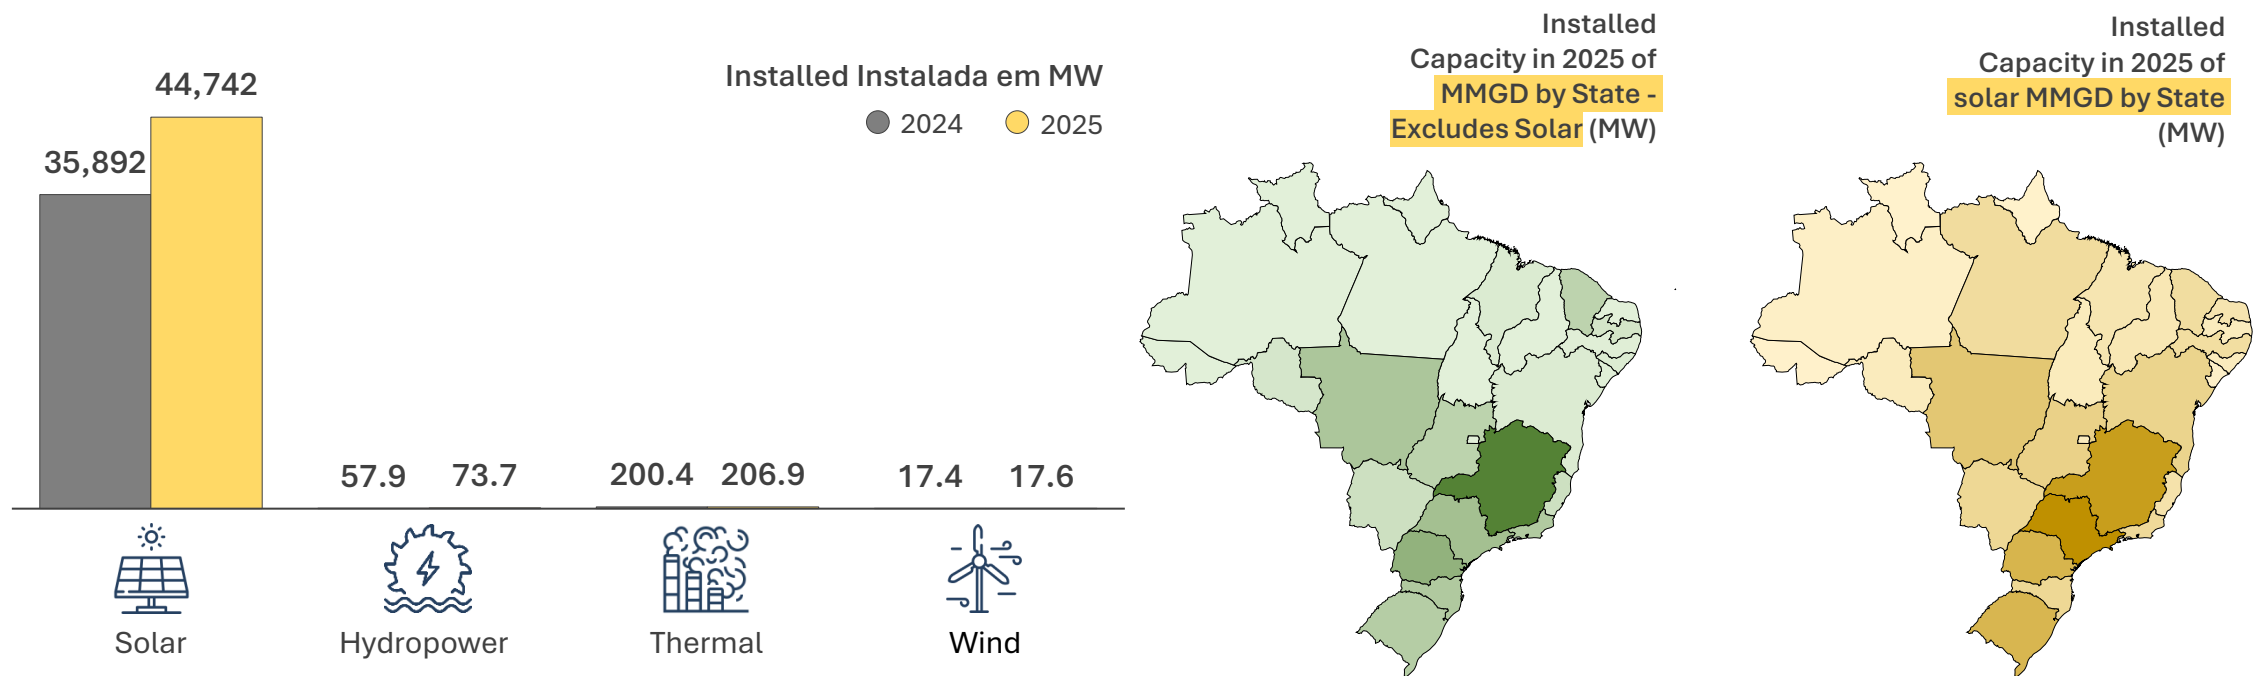 Installed Instalada em MW
2024 2025
44,742
35,892
57.9 73.7 200.4 206.9 17.4 17.6
Solar Hydropower Thermal Wind
Installed
Capacity in 2025 of
MMGD by State -
Excludes Solar (MW)
Installed
Capacity in 2025 of
solar MMGD by State
(MW)